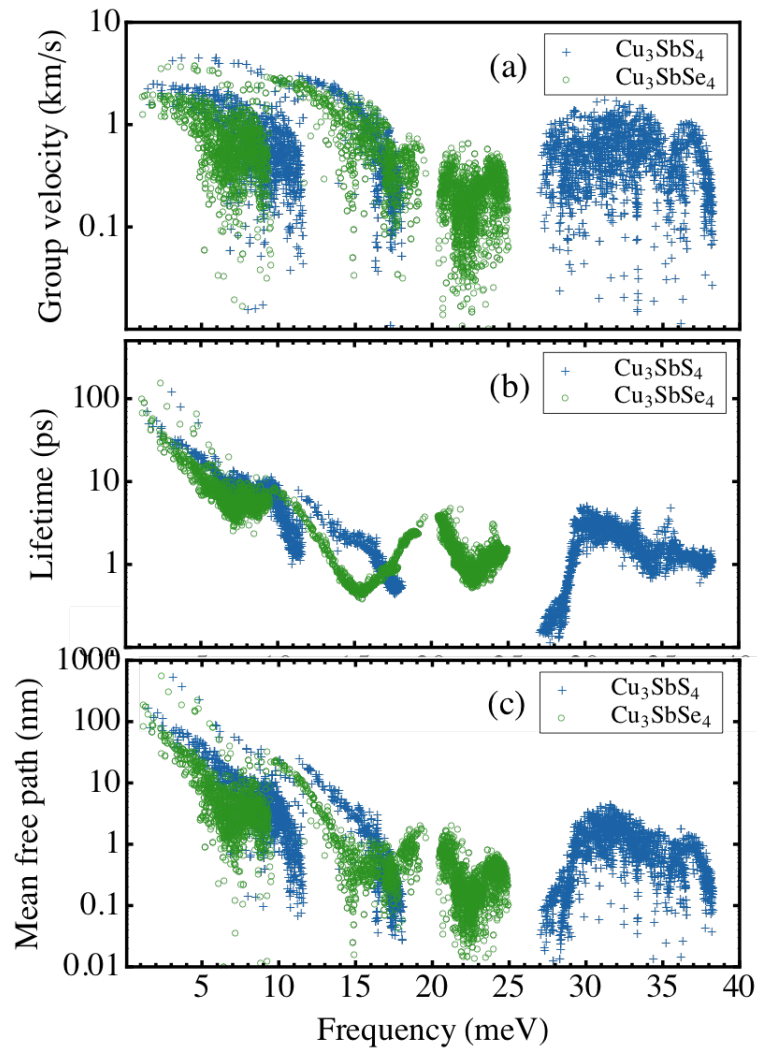 10
1
0.1
Group velocity (km/s)
(a)
Cu₃SbS₄
Cu₃SbSe₄
100
10
1
Lifetime (ps)
(b)
Cu₃SbS₄
Cu₃SbSe₄
1000
100
10
1
0.1
0.01
Mean free path (nm)
(c)
Cu₃SbS₄
Cu₃SbSe₄
5 10 15 20 25 30 35 40
Frequency (meV)